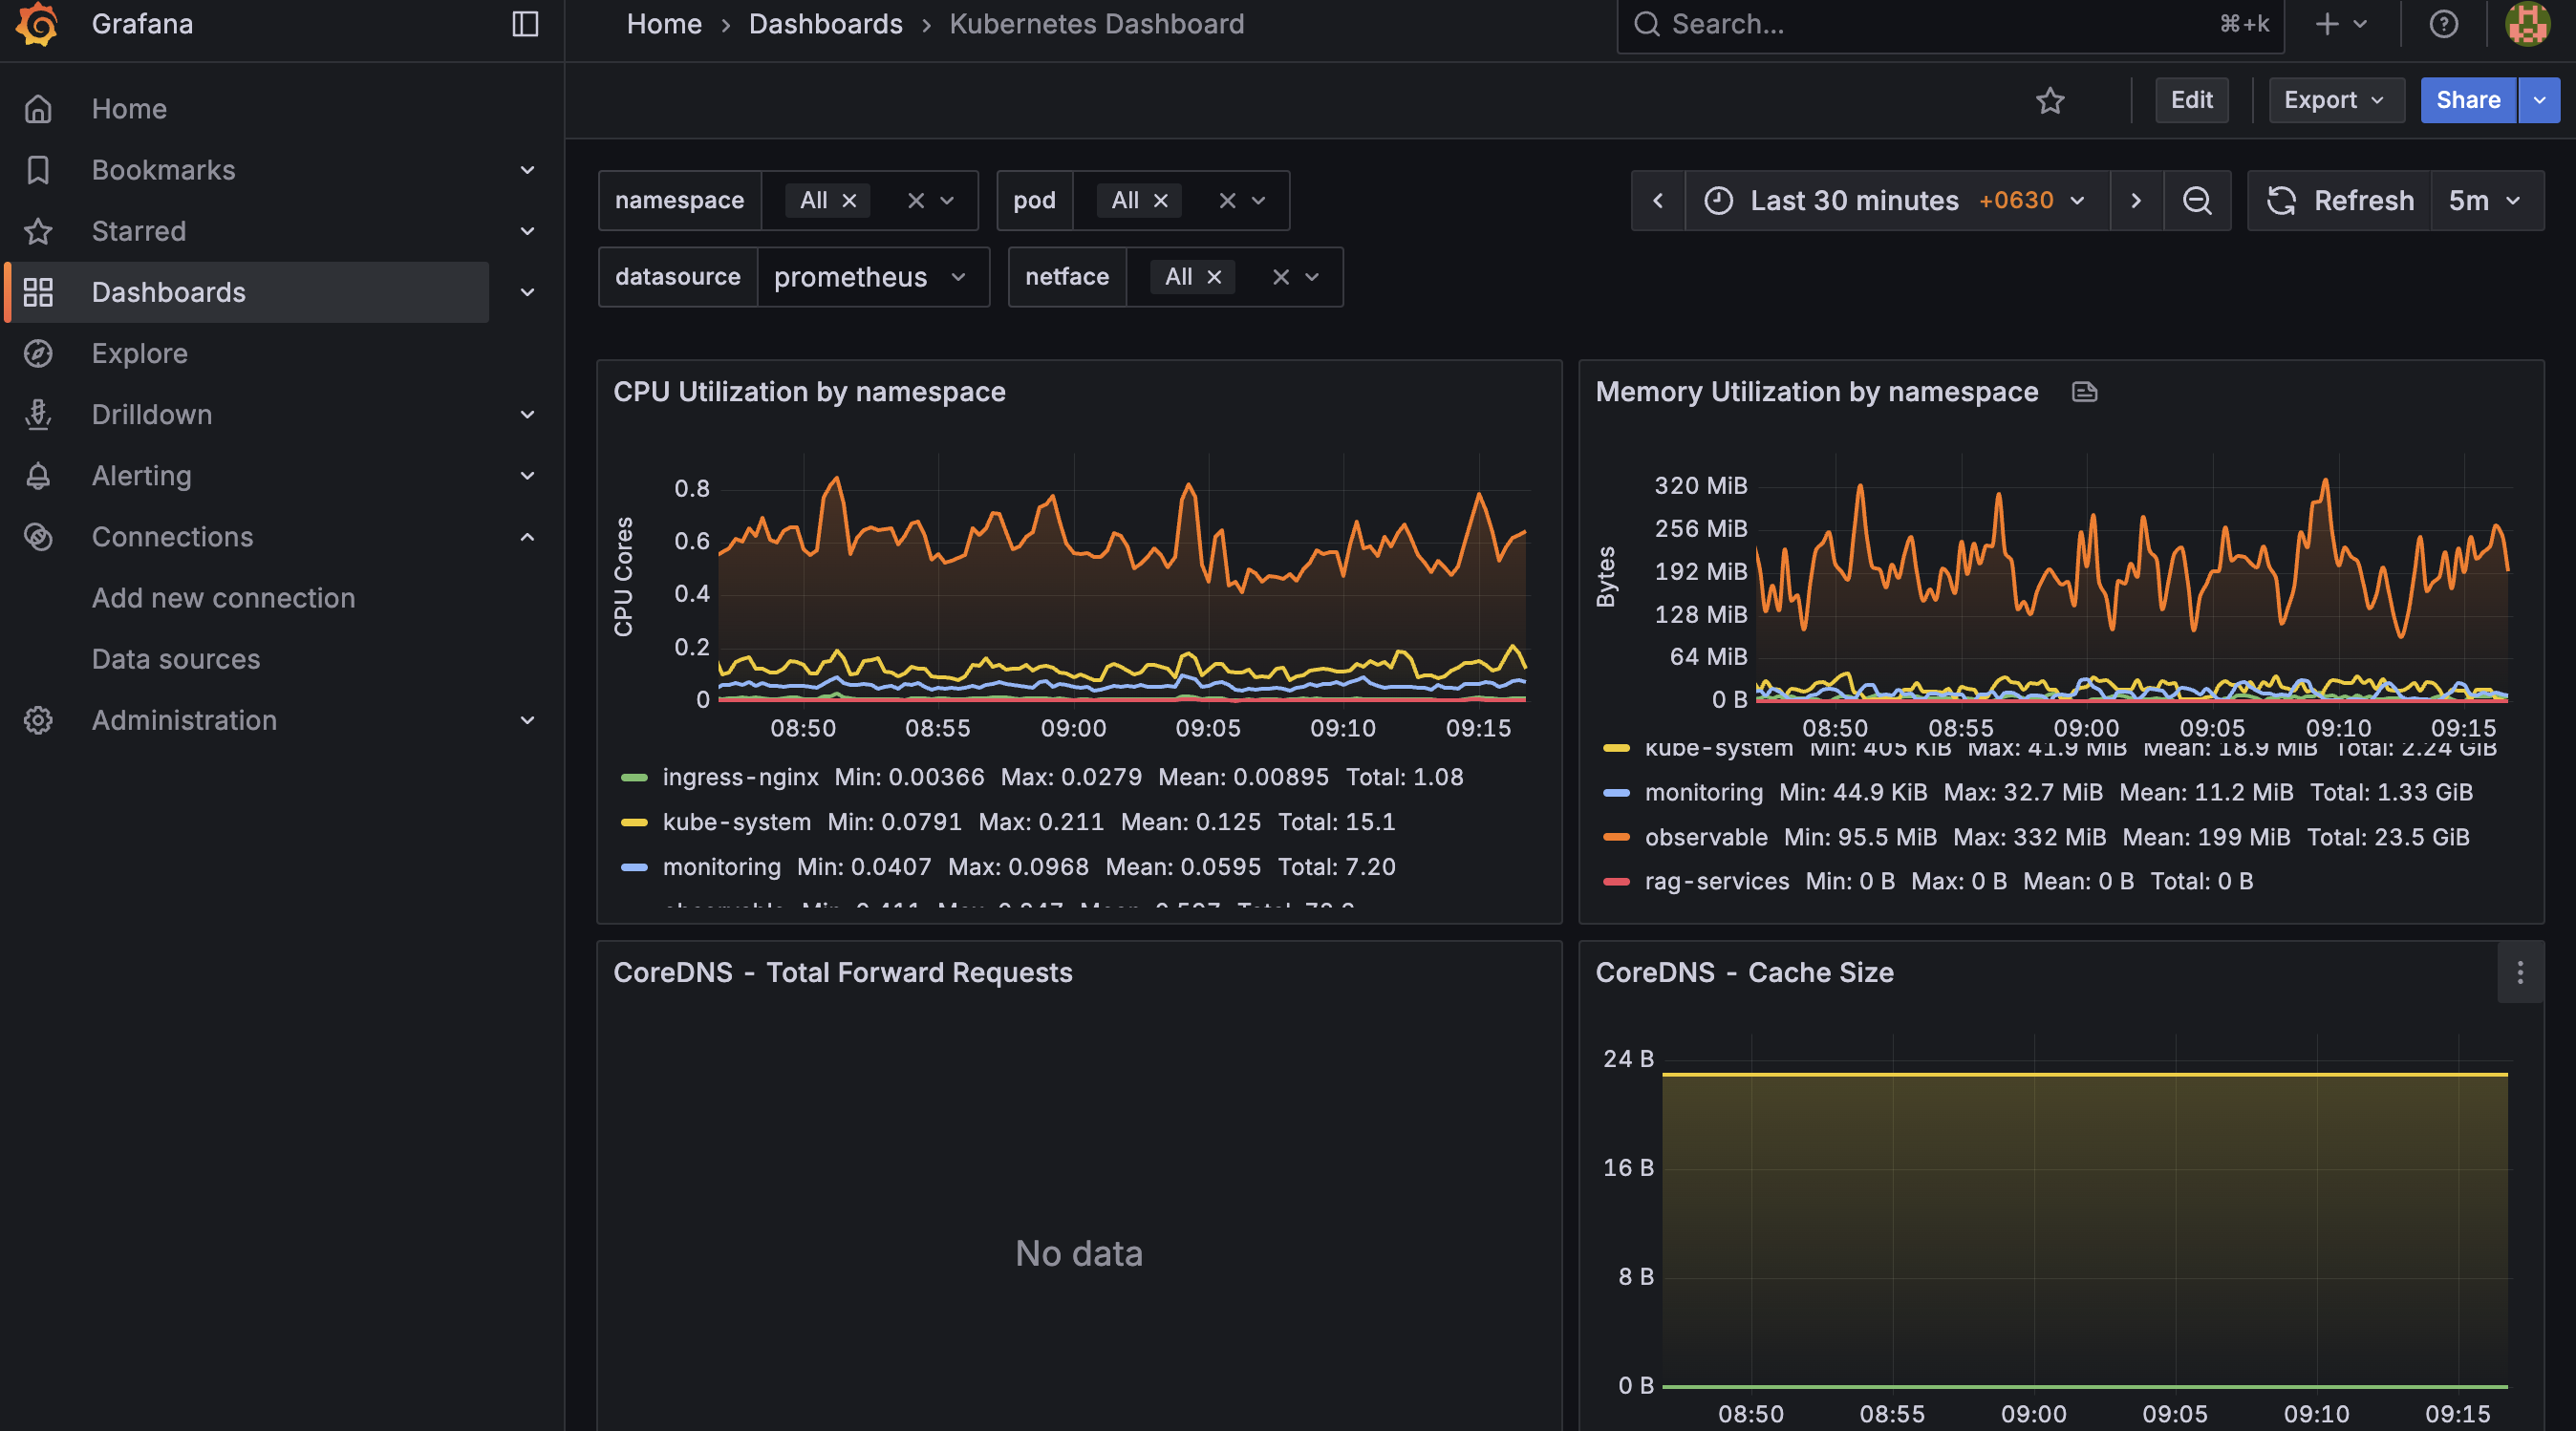 Grafana
Home › Dashboards › Kubernetes Dashboard
Search... ⌘+k
Home
Bookmarks
Starred
Dashboards
Explore
Drilldown
Alerting
Connections
Add new connection
Data sources
Administration
Edit
Export
Share
namespace All
pod All
Last 30 minutes +0630
Refresh 5m
datasource prometheus
netface All
CPU Utilization by namespace
CPU Cores
0.8
0.6
0.4
0.2
0
08:50 08:55 09:00 09:05 09:10 09:15
ingress-nginx Min: 0.00366 Max: 0.0279 Mean: 0.00895 Total: 1.08
kube-system Min: 0.0791 Max: 0.211 Mean: 0.125 Total: 15.1
monitoring Min: 0.0407 Max: 0.0968 Mean: 0.0595 Total: 7.20
observable Min: 0.411 Max: 0.847 Mean:
Memory Utilization by namespace
Bytes
320 MiB
256 MiB
192 MiB
128 MiB
64 MiB
0 B
08:50 08:55 09:00 09:05 09:10 09:15
kube-system Min: 405 KiB Max: 41.9 MiB Mean: 18.9 MiB Total: 2.24 GiB
monitoring Min: 44.9 KiB Max: 32.7 MiB Mean: 11.2 MiB Total: 1.33 GiB
observable Min: 95.5 MiB Max: 332 MiB Mean: 199 MiB Total: 23.5 GiB
rag-services Min: 0 B Max: 0 B Mean: 0 B Total: 0 B
CoreDNS - Total Forward Requests
No data
CoreDNS - Cache Size
24 B
16 B
8 B
0 B
08:50 08:55 09:00 09:05 09:10 09:15